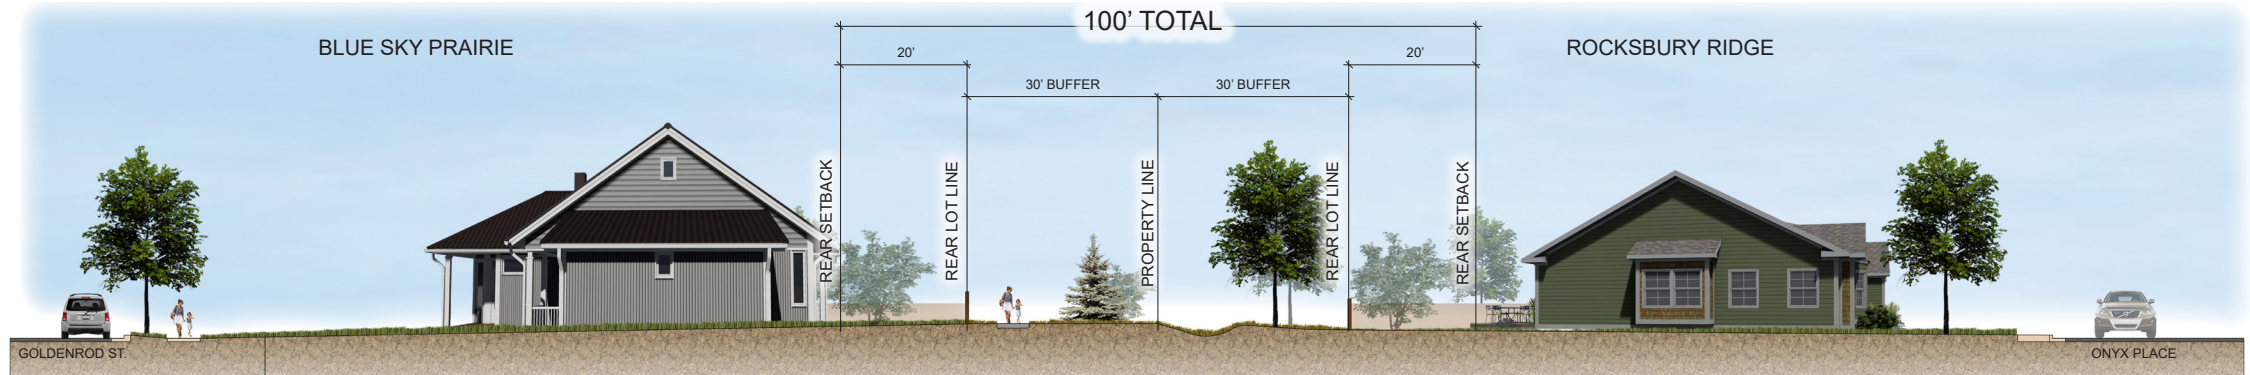 100' TOTAL
BLUE SKY PRAIRIE
ROCKSBURY RIDGE
20'
20'
30' BUFFER
30' BUFFER
REAR SETBACK
REAR LOT LINE
PROPERTY LINE
REAR LOT LINE
REAR SETBACK
GOLDENROD ST.
ONYX PLACE